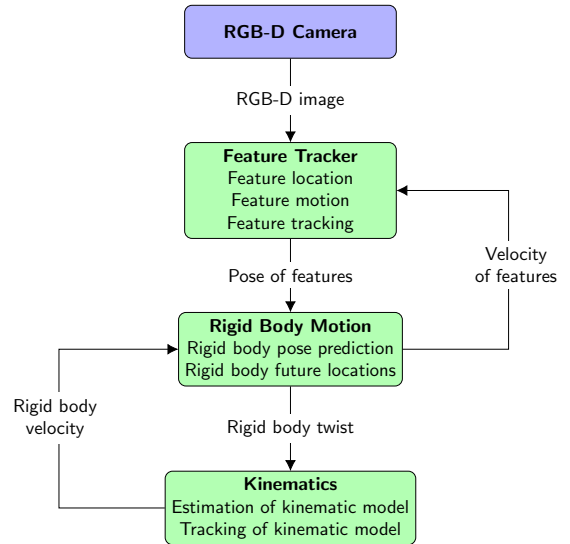 RGB-D Camera
RGB-D image
Feature Tracker
Feature location
Feature motion
Feature tracking
Velocity
of features
Pose of features
Rigid Body Motion
Rigid body pose prediction
Rigid body future locations
Rigid body
velocity
Rigid body twist
Kinematics
Estimation of kinematic model
Tracking of kinematic model